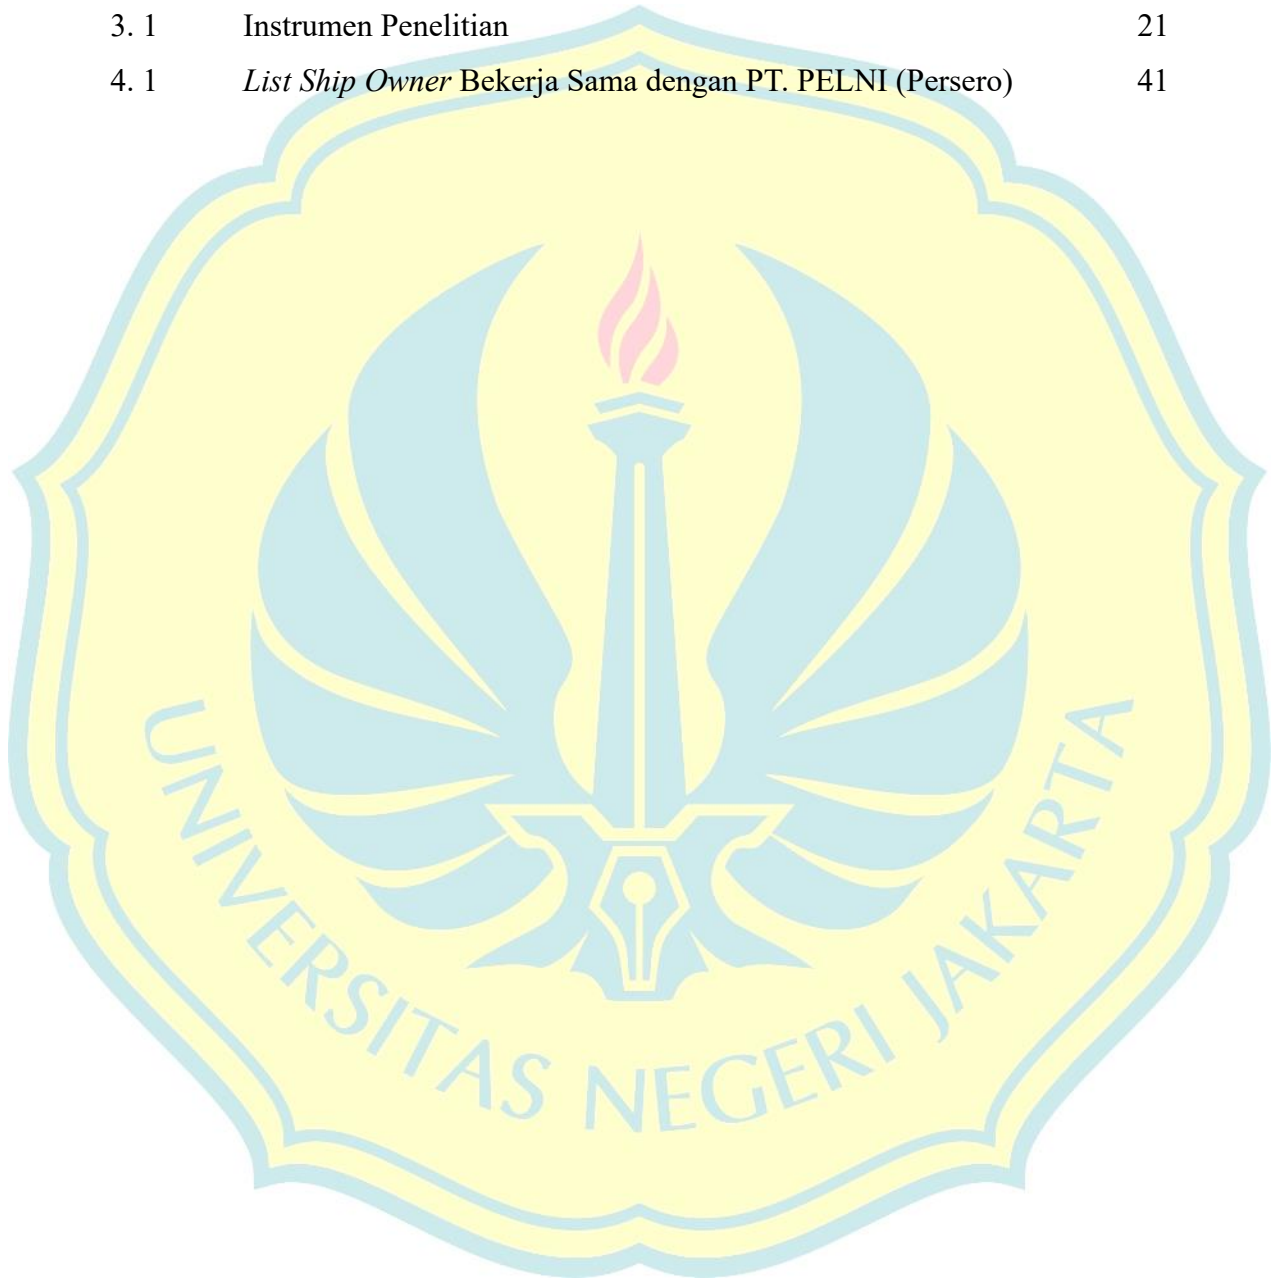 3. 1 Instrumen Penelitian 21
4. 1 List Ship Owner Bekerja Sama dengan PT. PELNI (Persero) 41
UNIVERSITAS NEGERI JAKARTA